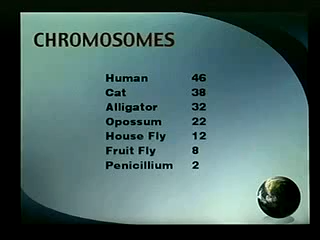 CHROMOSOMES
Human 46
Cat 38
Alligator 32
Opossum 22
House Fly 12
Fruit Fly 8
Penicillium 2